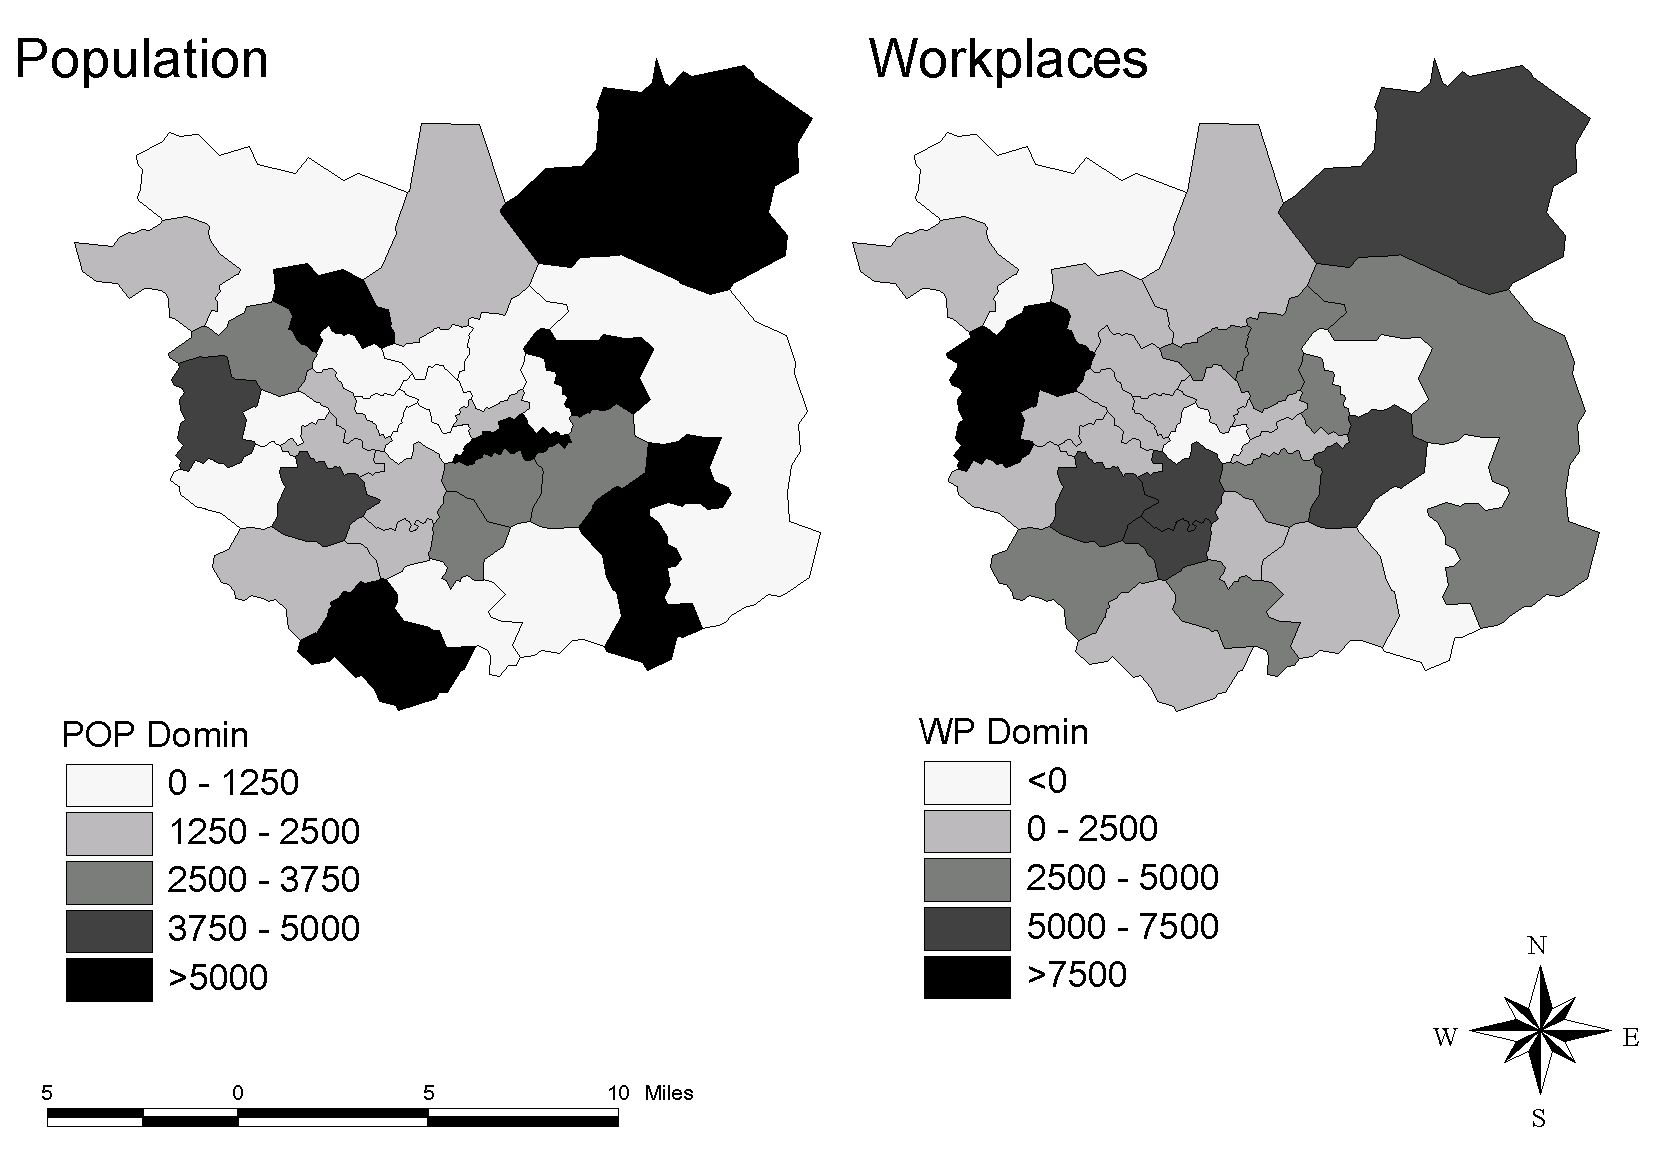 Population
Workplaces
POP Domin
0 - 1250
1250 - 2500
2500 - 3750
3750 - 5000
>5000
WP Domin
<0
0 - 2500
2500 - 5000
5000 - 7500
>7500
N
W E
S
5 0 5 10 Miles